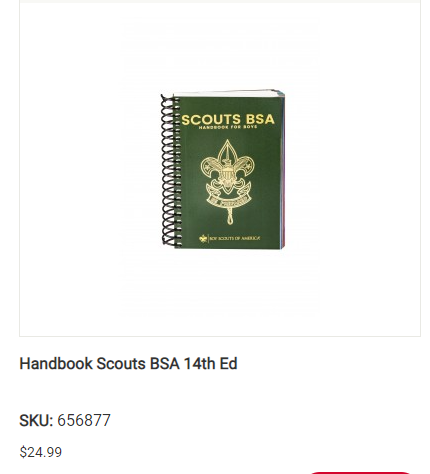 SCOUTS BSA
HANDBOOK FOR BOYS
BE PREPARED
BOY SCOUTS OF AMERICA
Handbook Scouts BSA 14th Ed
SKU: 656877
$24.99